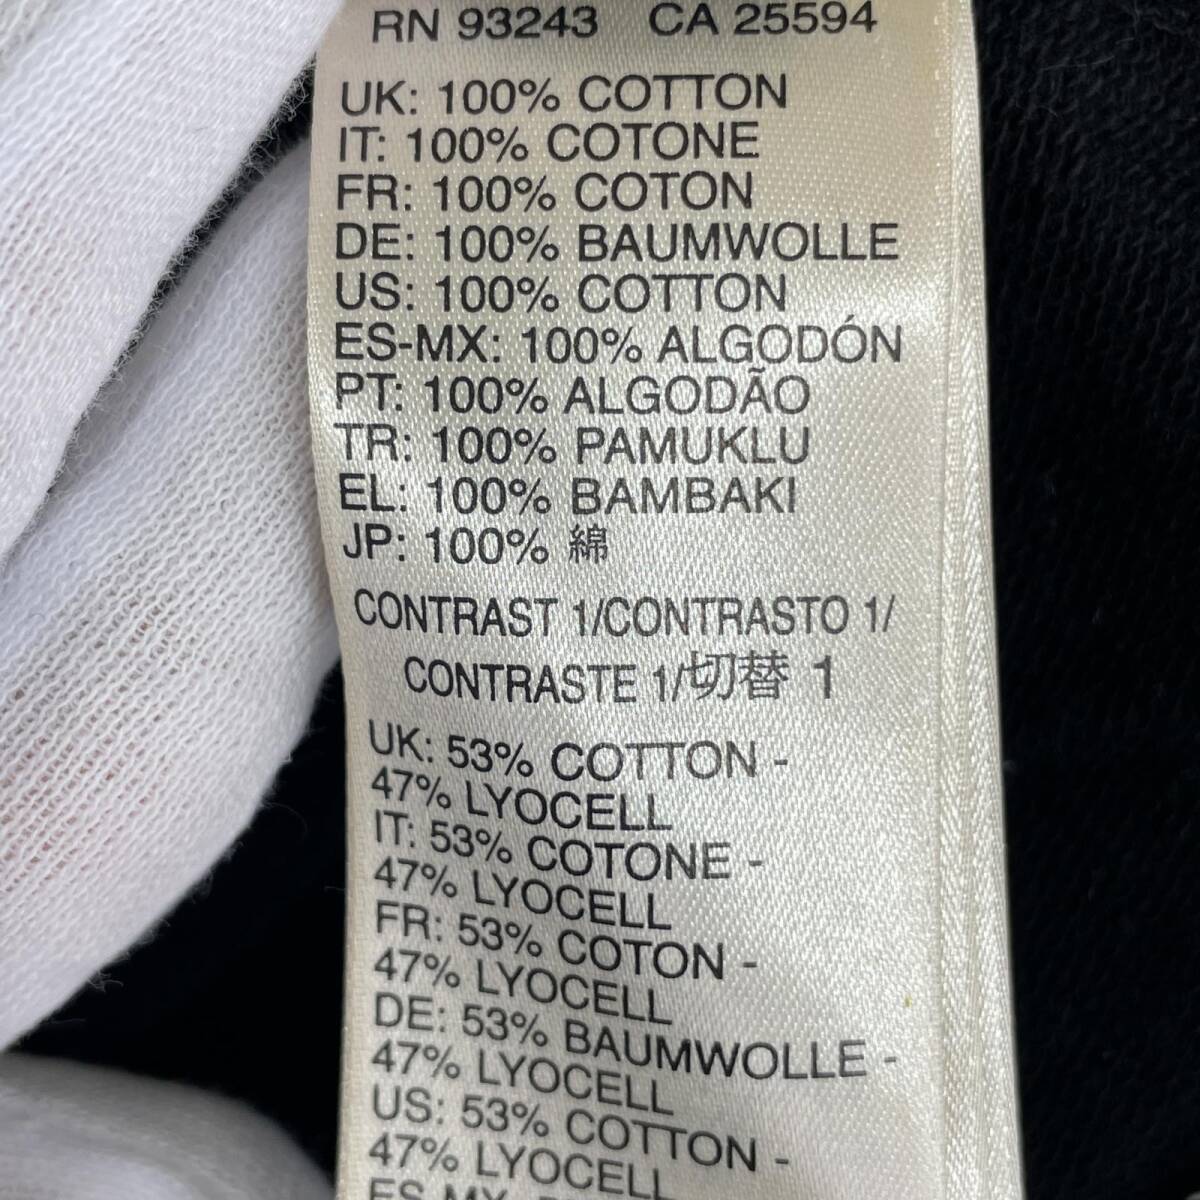 RN 93243 CA 25594
UK: 100% COTTON
IT: 100% COTONE
FR: 100% COTON
DE: 100% BAUMWOLLE
US: 100% COTTON
ES-MX: 100% ALGODÓN
PT: 100% ALGODÃO
TR: 100% PAMUKLU
EL: 100% BAMBAKI
JP: 100% 綿
CONTRAST 1/CONTRASTO 1/
CONTRASTE 1/切替 1
UK: 53% COTTON -
47% LYOCELL
IT: 53% COTONE -
47% LYOCELL
FR: 53% COTON -
47% LYOCELL
DE: 53% BAUMWOLLE -
47% LYOCELL
US: 53% COTTON -
47% LYOCELL
ES-MX: